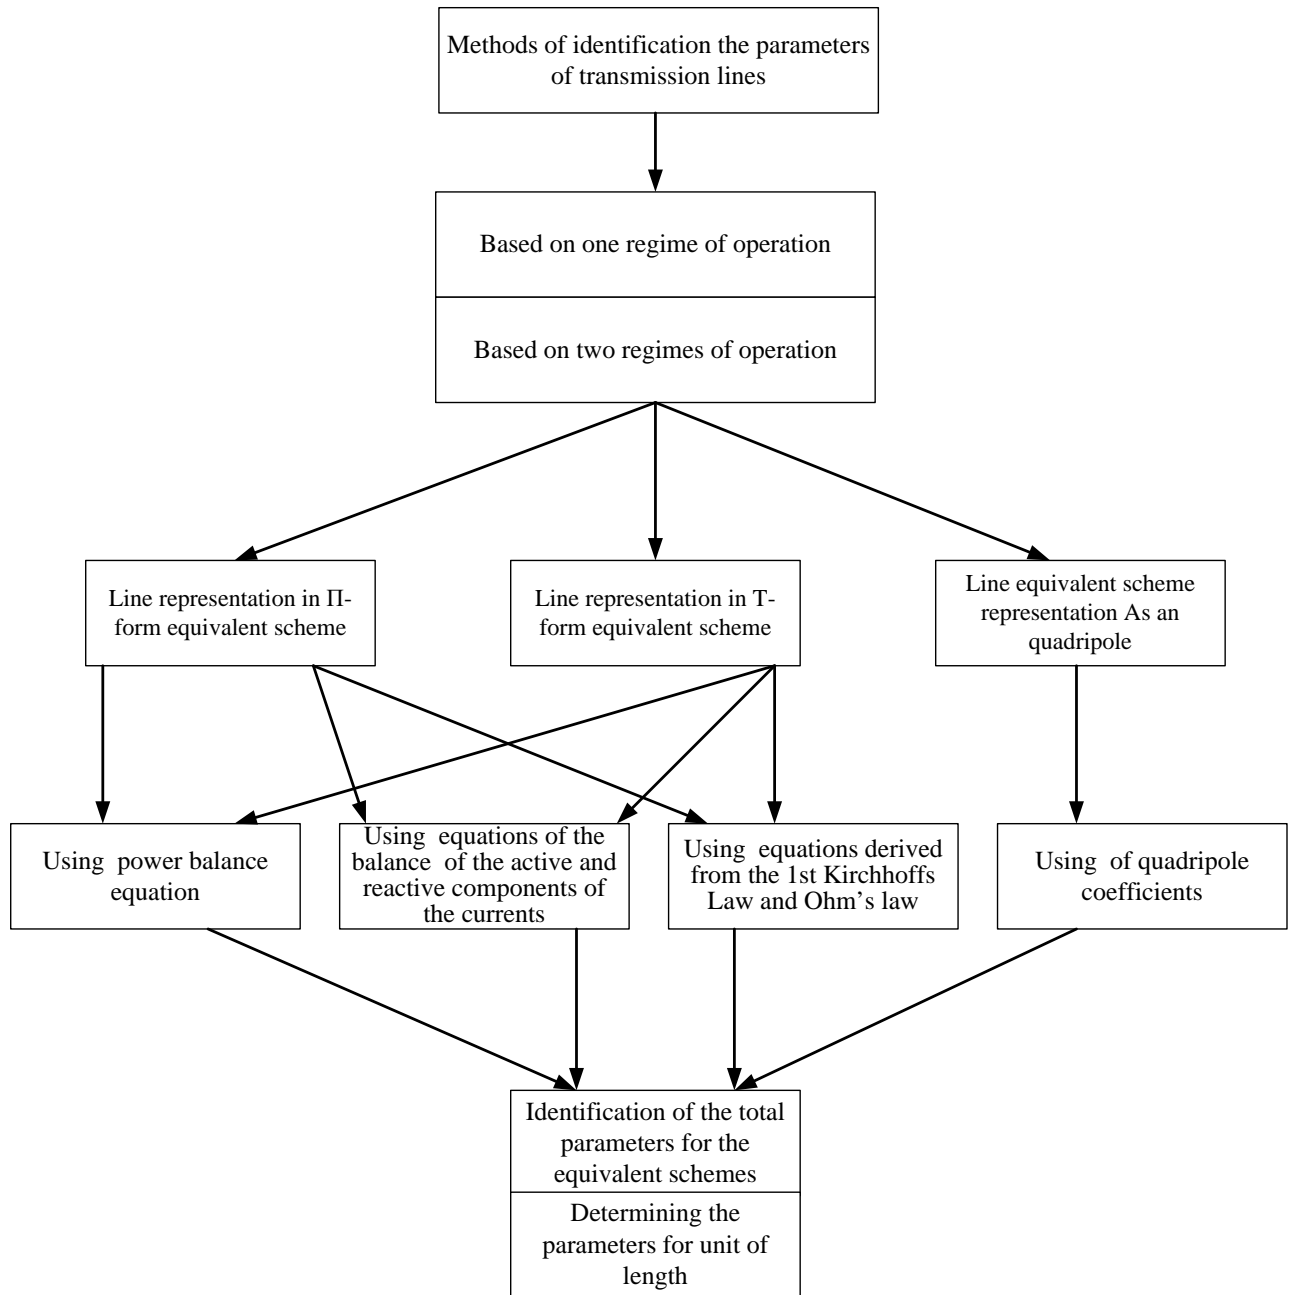 Methods of identification the parameters
of transmission lines
Based on one regime of operation
Based on two regimes of operation
Line representation in Π-
form equivalent scheme
Line representation in T-
form equivalent scheme
Line equivalent scheme
representation As an
quadripole
Using power balance
equation
Using equations of the
balance of the active and
reactive components of
the currents
Using equations derived
from the 1st Kirchhoffs
Law and Ohm’s law
Using of quadripole
coefficients
Identification of the total
parameters for the
equivalent schemes
Determining the
parameters for unit of
length